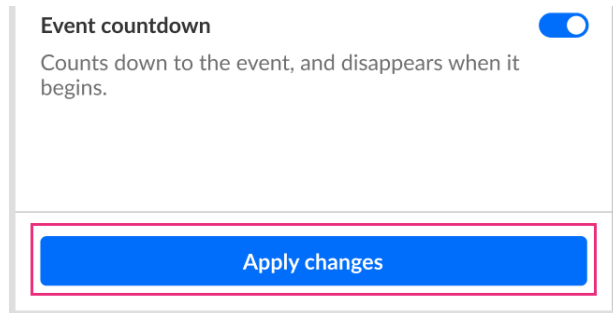 Event countdown
Counts down to the event, and disappears when it
begins.
Apply changes